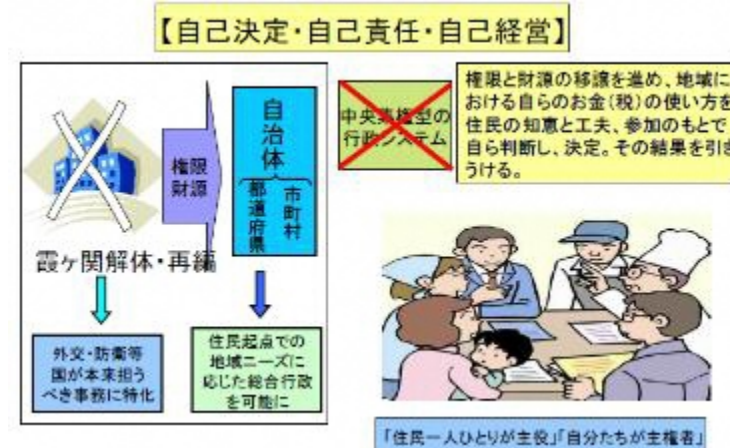 【自己決定・自己責任・自己経営】
権限
財源
自治体
都道府県
市町村
霞ヶ関解体・再編
外交・防衛等
国が本来担う
べき事務に特化
住民起点での
地域ニーズに
応じた総合行政
を可能に
中央集権型の
行政システム
権限と財源の移譲を進め、地域に
おける自らのお金(税)の使い方を
住民の知恵と工夫、参加のもとで
自ら判断し、決定。その結果を引き
うける。
「住民一人ひとりが主役」「自分たちが主権者」